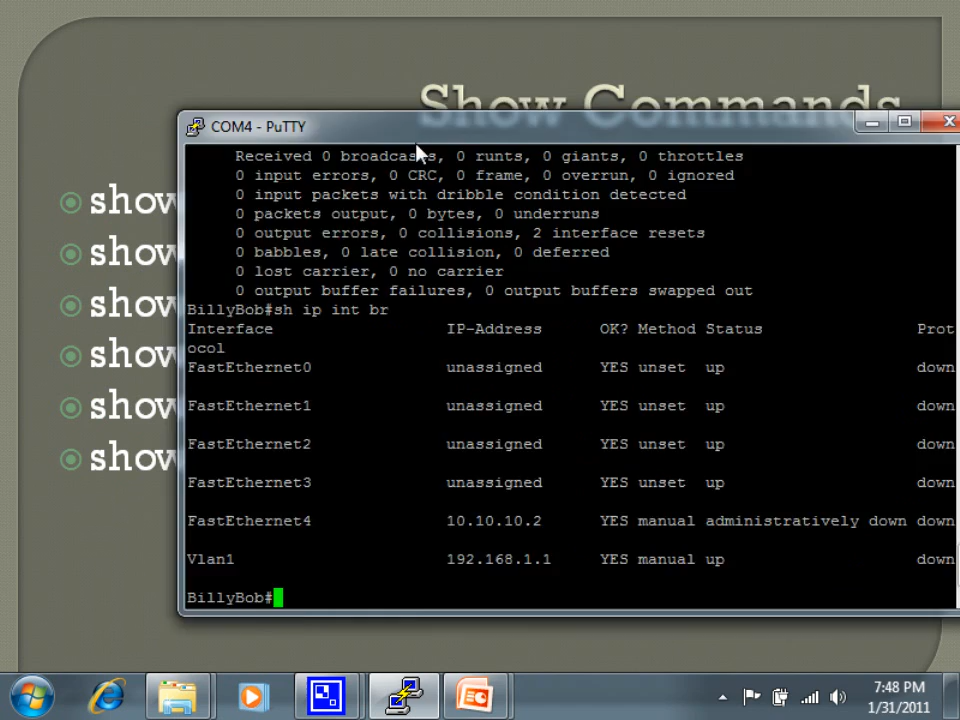 Show Commands
COM4 - PuTTY
show
show
show
show
show
show
Received 0 broadcasts, 0 runts, 0 giants, 0 throttles
0 input errors, 0 CRC, 0 frame, 0 overrun, 0 ignored
0 input packets with dribble condition detected
0 packets output, 0 bytes, 0 underruns
0 output errors, 0 collisions, 2 interface resets
0 babbles, 0 late collision, 0 deferred
0 lost carrier, 0 no carrier
0 output buffer failures, 0 output buffers swapped out
BillyBob#sh ip int br
Interface IP-Address OK? Method Status Prot
ocol
FastEthernet0 unassigned YES unset up down
FastEthernet1 unassigned YES unset up down
FastEthernet2 unassigned YES unset up down
FastEthernet3 unassigned YES unset up down
FastEthernet4 10.10.10.2 YES manual administratively down down
Vlan1 192.168.1.1 YES manual up down
BillyBob#
7:48 PM
1/31/2011